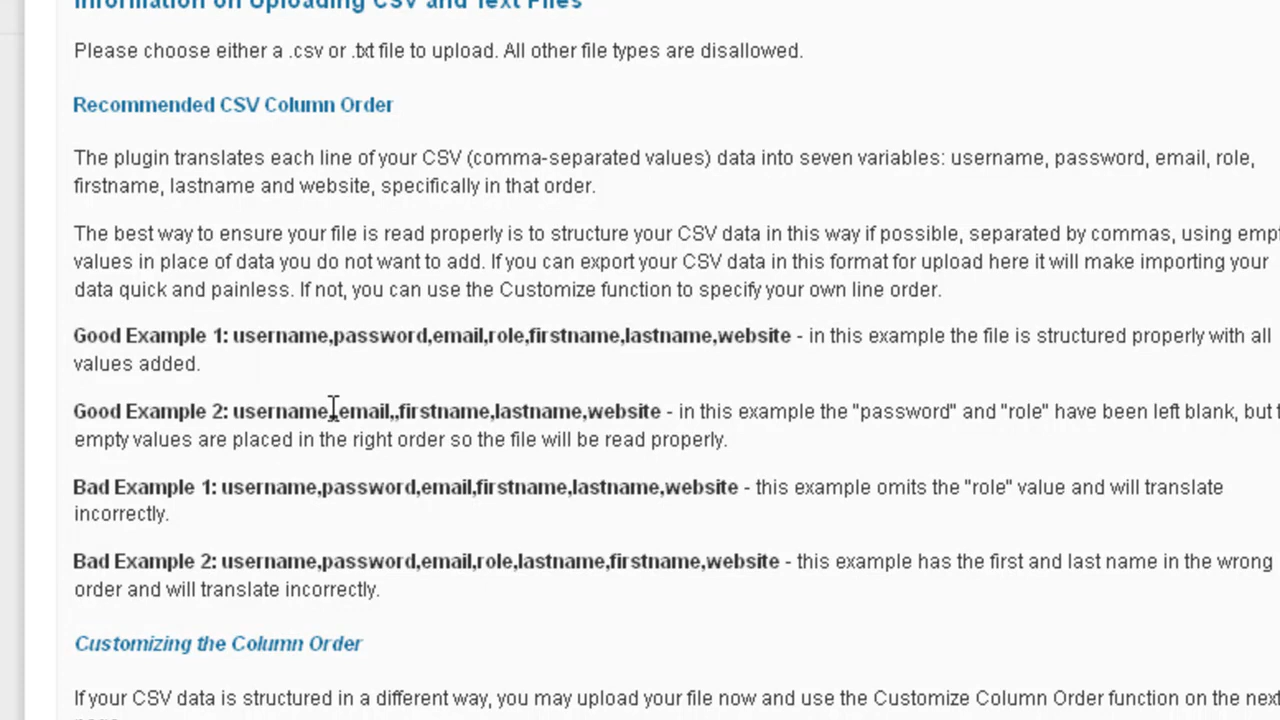 Information on Uploading CSV and Text Files
Please choose either a .csv or .txt file to upload. All other file types are disallowed.
Recommended CSV Column Order
The plugin translates each line of your CSV (comma-separated values) data into seven variables: username, password, email, role,
firstname, lastname and website, specifically in that order.
The best way to ensure your file is read properly is to structure your CSV data in this way if possible, separated by commas, using
values in place of data you do not want to add. If you can export your CSV data in this format for upload here it will make importing your
data quick and painless. If not, you can use the Customize function to specify your own line order.
Good Example 1: username,password,email,role,firstname,lastname,website - in this example the file is structured properly with all
values added.
Good Example 2: username,,email,,firstname,lastname,website - in this example the "password" and "role" have been left blank, but
empty values are placed in the right order so the file will be read properly.
Bad Example 1: username,password,email,firstname,lastname,website - this example omits the "role" value and will translate
incorrectly.
Bad Example 2: username,password,email,role,lastname,firstname,website - this example has the first and last name in the wrong
order and will translate incorrectly.
Customizing the Column Order
If your CSV data is structured in a different way, you may upload your file now and use the Customize Column Order function on the next